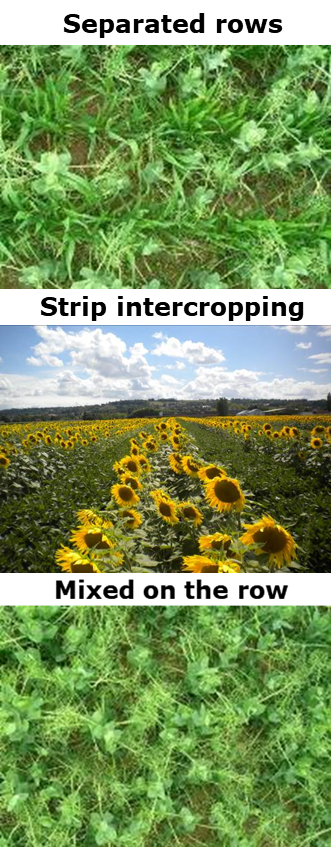 Separated rows
Strip intercropping
Mixed on the row